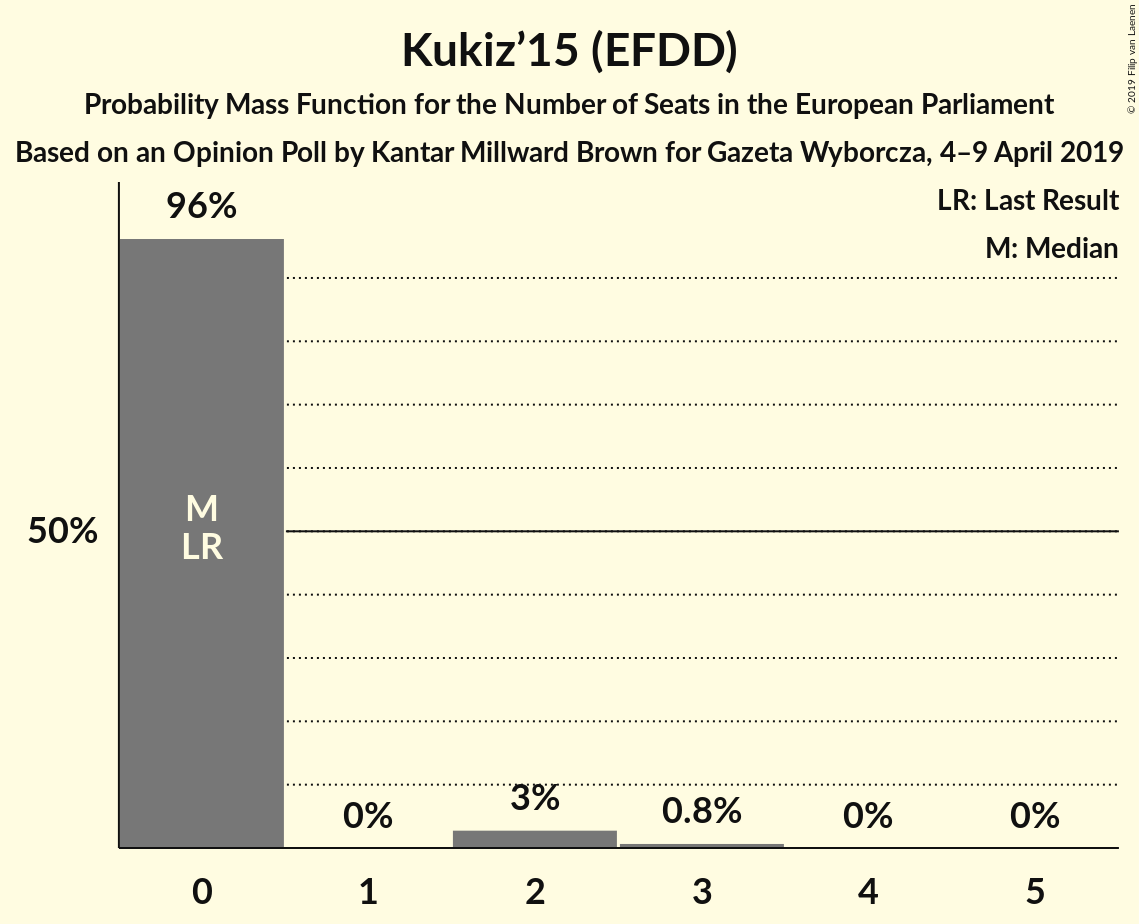 Kukiz’15 (EFDD)
Probability Mass Function for the Number of Seats in the European Parliament
Based on an Opinion Poll by Kantar Millward Brown for Gazeta Wyborcza, 4–9 April 2019
© 2019 Filip van Laenen
LR: Last Result
M: Median
96%
M
LR
50%
0%
3%
0.8%
0%
0%
0
1
2
3
4
5